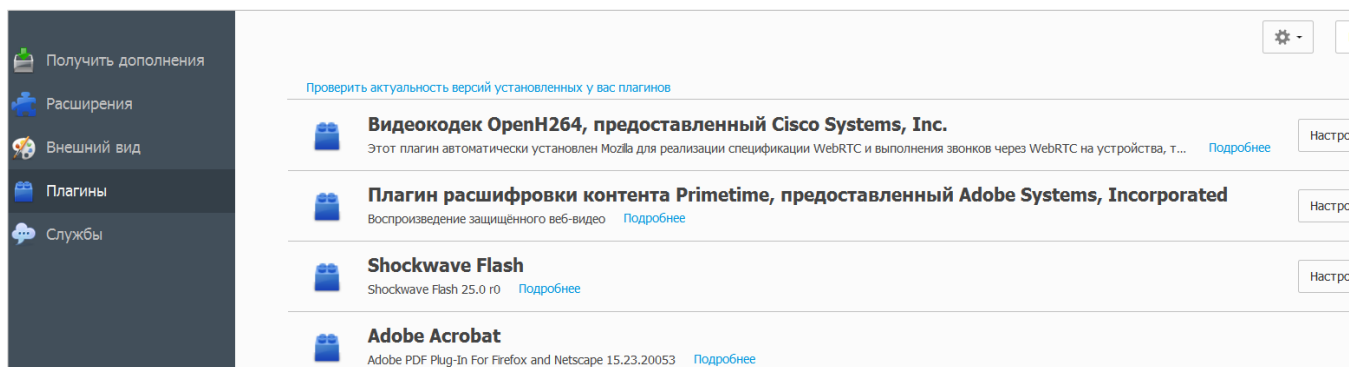 Получить дополнения
Расширения
Внешний вид
Плагины
Службы
Проверить актуальность версий установленных у вас плагинов
Видеокодек OpenH264, предоставленный Cisco Systems, Inc.
Этот плагин автоматически установлен Mozilla для реализации спецификации WebRTC и выполнения звонков через WebRTC на устройства, т... Подробнее
Настро
Плагин расшифровки контента Primetime, предоставленный Adobe Systems, Incorporated
Воспроизведение защищённого веб-видео Подробнее
Настро
Shockwave Flash
Shockwave Flash 25.0 r0 Подробнее
Настро
Adobe Acrobat
Adobe PDF Plug-In For Firefox and Netscape 15.23.20053 Подробнее